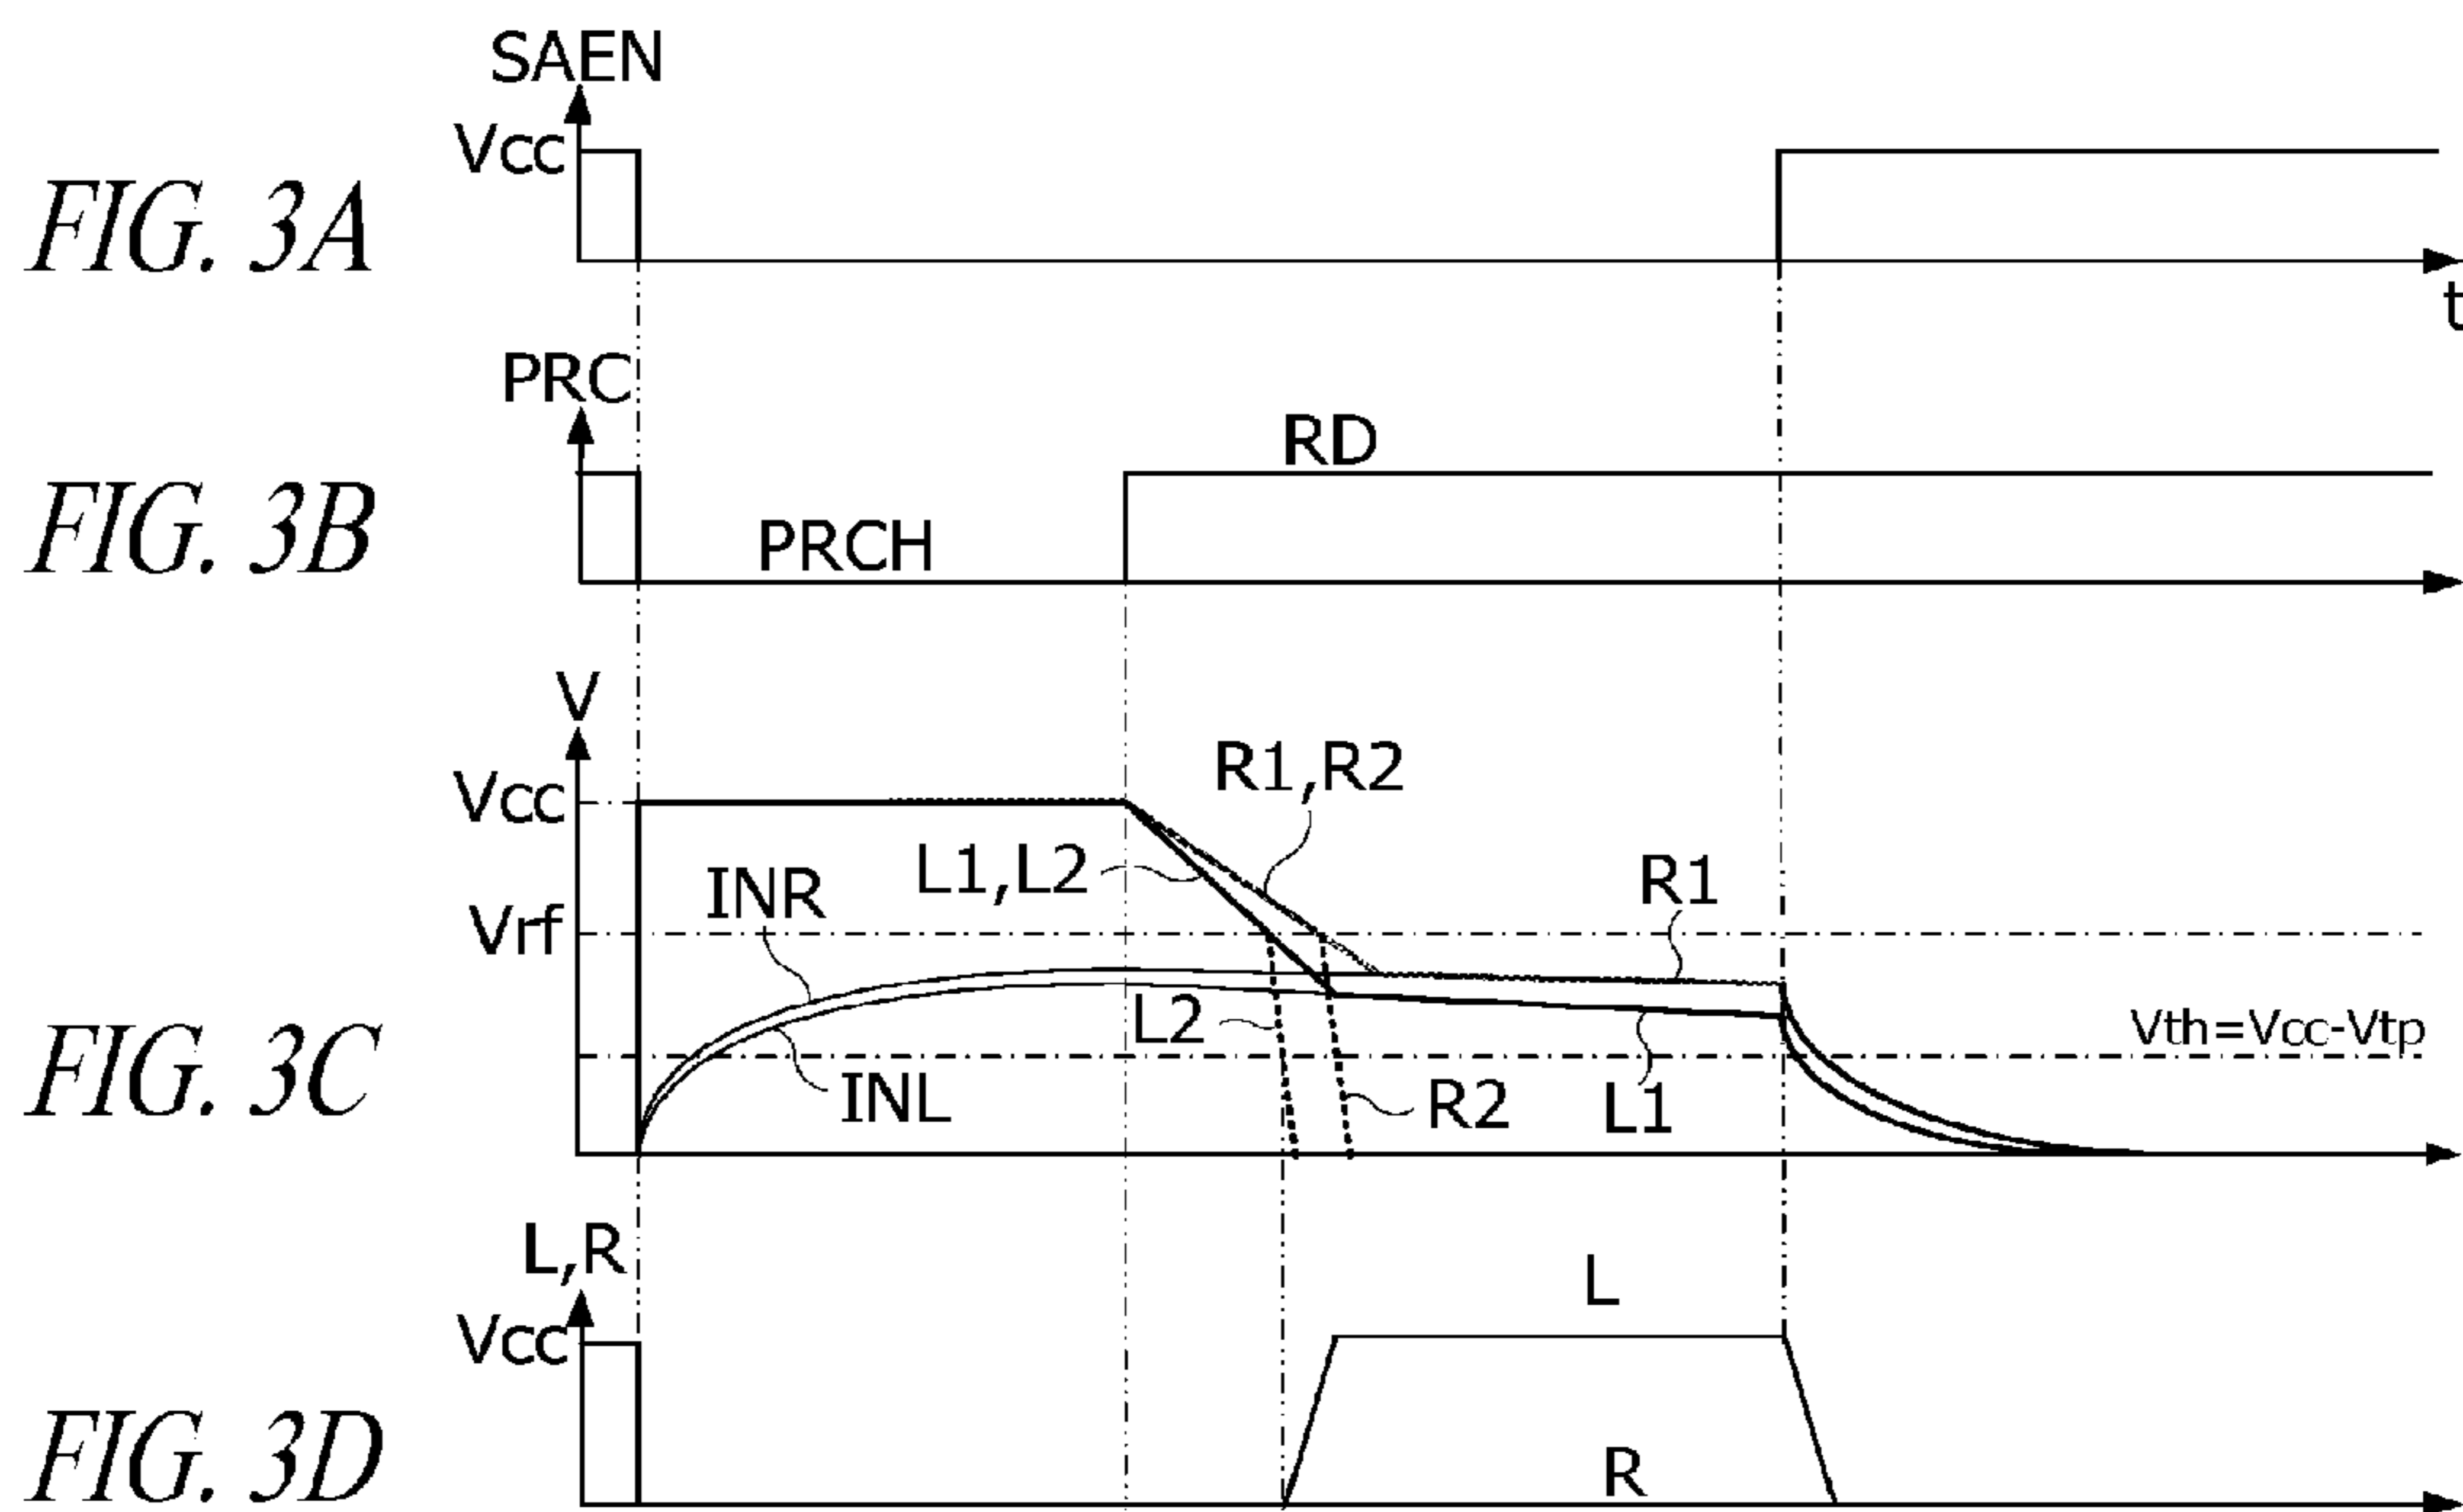 SAEN
Vcc
FIG. 3A
t
PRC
RD
FIG. 3B
PRCH
V
Vcc
R1,R2
L1,L2
INR
R1
Vrf
L2
Vth=Vcc-Vtp
FIG. 3C
INL
R2
L1
L,R
L
Vcc
FIG. 3D
R